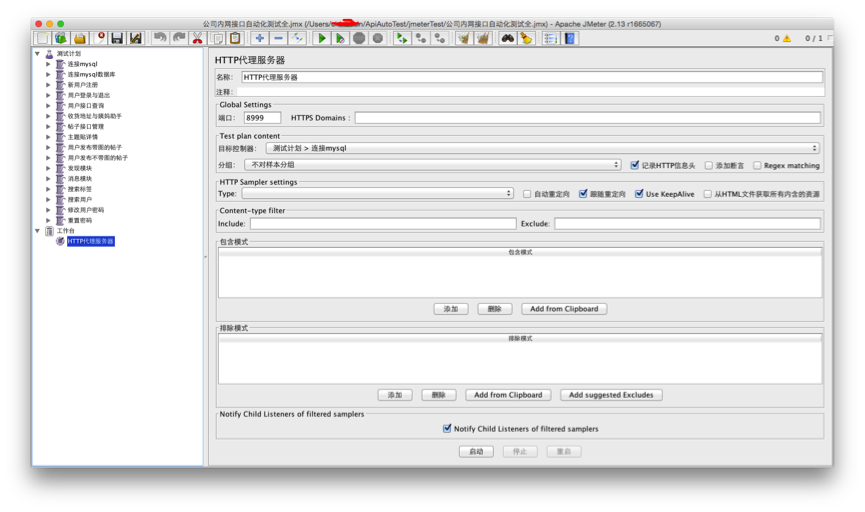 公司内网接口自动化测试全.jmx (/Users/ /ApiAutoTest/jmeterTest/公司内网接口自动化测试全.jmx) - Apache JMeter (2.13 r1665067)
0 0 / 1
测试计划
连接mysql
连接mysql数据库
新用户注册
用户登录与退出
用户接口查询
收货地址与姨妈助手
帖子接口管理
主题贴详情
用户发布带图的帖子
用户发布不带图的帖子
发现模块
消息模块
搜索标签
搜索用户
修改用户密码
重置密码
工作台
HTTP代理服务器
HTTP代理服务器
名称: HTTP代理服务器
注释:
Global Settings
端口: 8999 HTTPS Domains :
Test plan content
目标控制器: 测试计划 > 连接mysql
分组: 不对样本分组 记录HTTP信息头 添加断言 Regex matching
HTTP Sampler settings
Type: 自动重定向 跟随重定向 Use KeepAlive 从HTML文件获取所有内含的资源
Content-type filter
Include: Exclude:
包含模式
包含模式
添加 删除 Add from Clipboard
排除模式
排除模式
添加 删除 Add from Clipboard Add suggested Excludes
Notify Child Listeners of filtered samplers
Notify Child Listeners of filtered samplers
启动 停止 重启